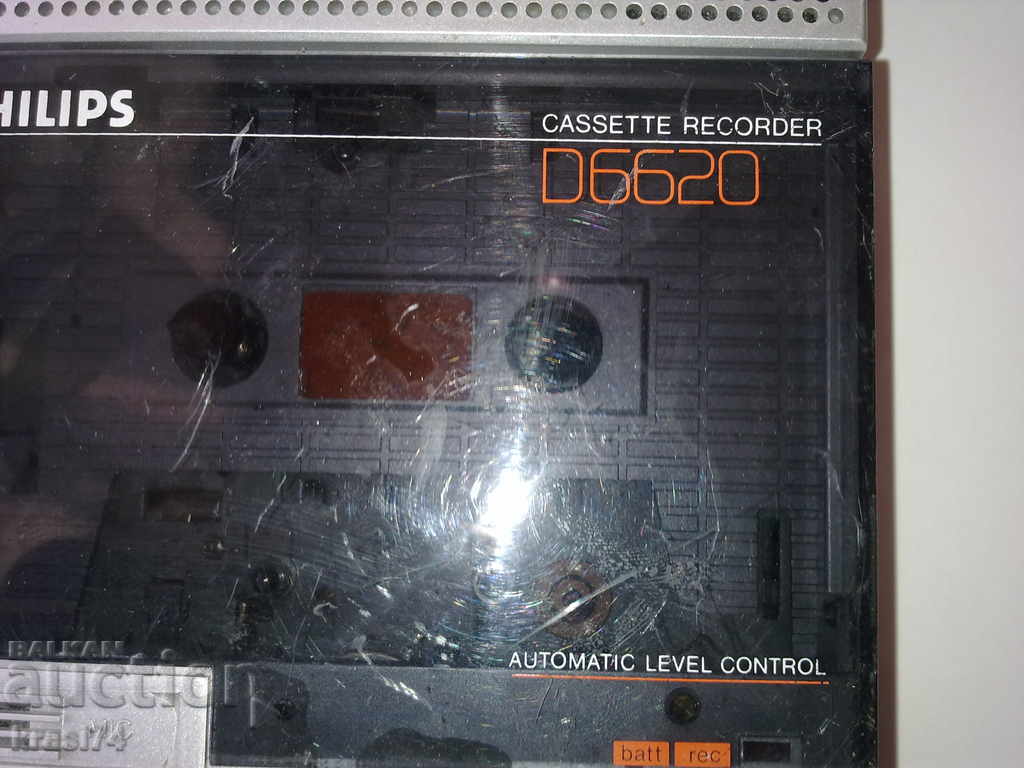 HILIPS
CASSETTE RECORDER
D6620
AUTOMATIC LEVEL CONTROL
batt rec
BALKAN
auction
krasi74